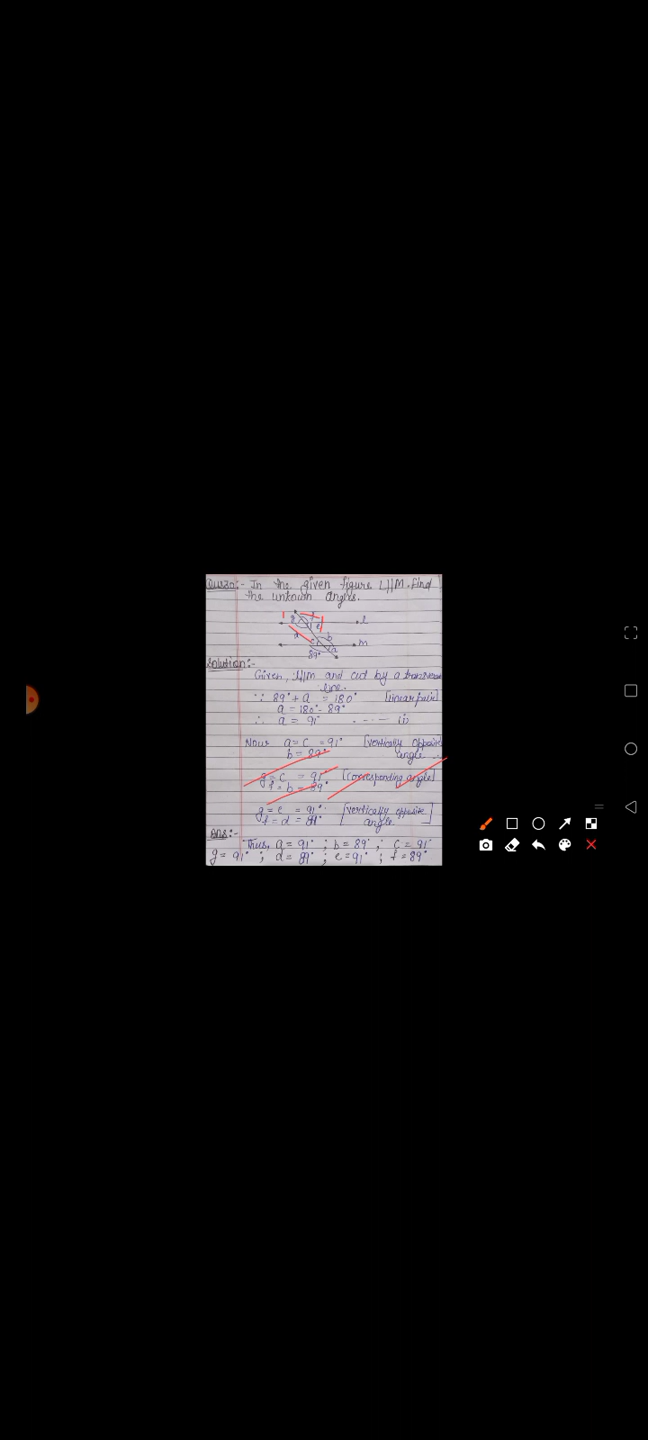 Ques20:- In the given figure L||M. Find
the unknown angles.
g f l
d e
c b m
89° a
Solution:-
Given, l||m and cut by a transverse
line.
∵ 89° + a = 180° [linear pair]
a = 180° - 89°
∴ a = 91° ---- (i)
Now a = c = 91° [vertically opposite
b = 89° angle
g = c = 91° [corresponding angle]
f = b = 89°
g = e = 91° [vertically opposite
f = d = 89° angle]
Ans:-
Thus, a = 91° ; b = 89° ; c = 91°
g = 91° ; d = 89° ; e = 91° ; f = 89°